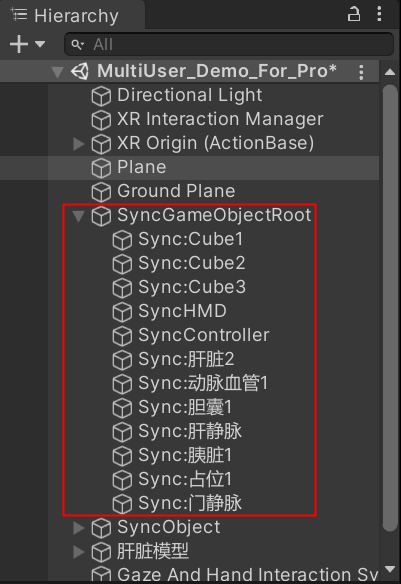 Hierarchy
All
MultiUser_Demo_For_Pro*
Directional Light
XR Interaction Manager
XR Origin (ActionBase)
Plane
Ground Plane
SyncGameObjectRoot
Sync:Cube1
Sync:Cube2
Sync:Cube3
SyncHMD
SyncController
Sync:肝脏2
Sync:动脉血管1
Sync:胆囊1
Sync:肝静脉
Sync:胰脏1
Sync:占位1
Sync:门静脉
SyncObject
肝脏模型
Gaze And Hand Interaction Sy